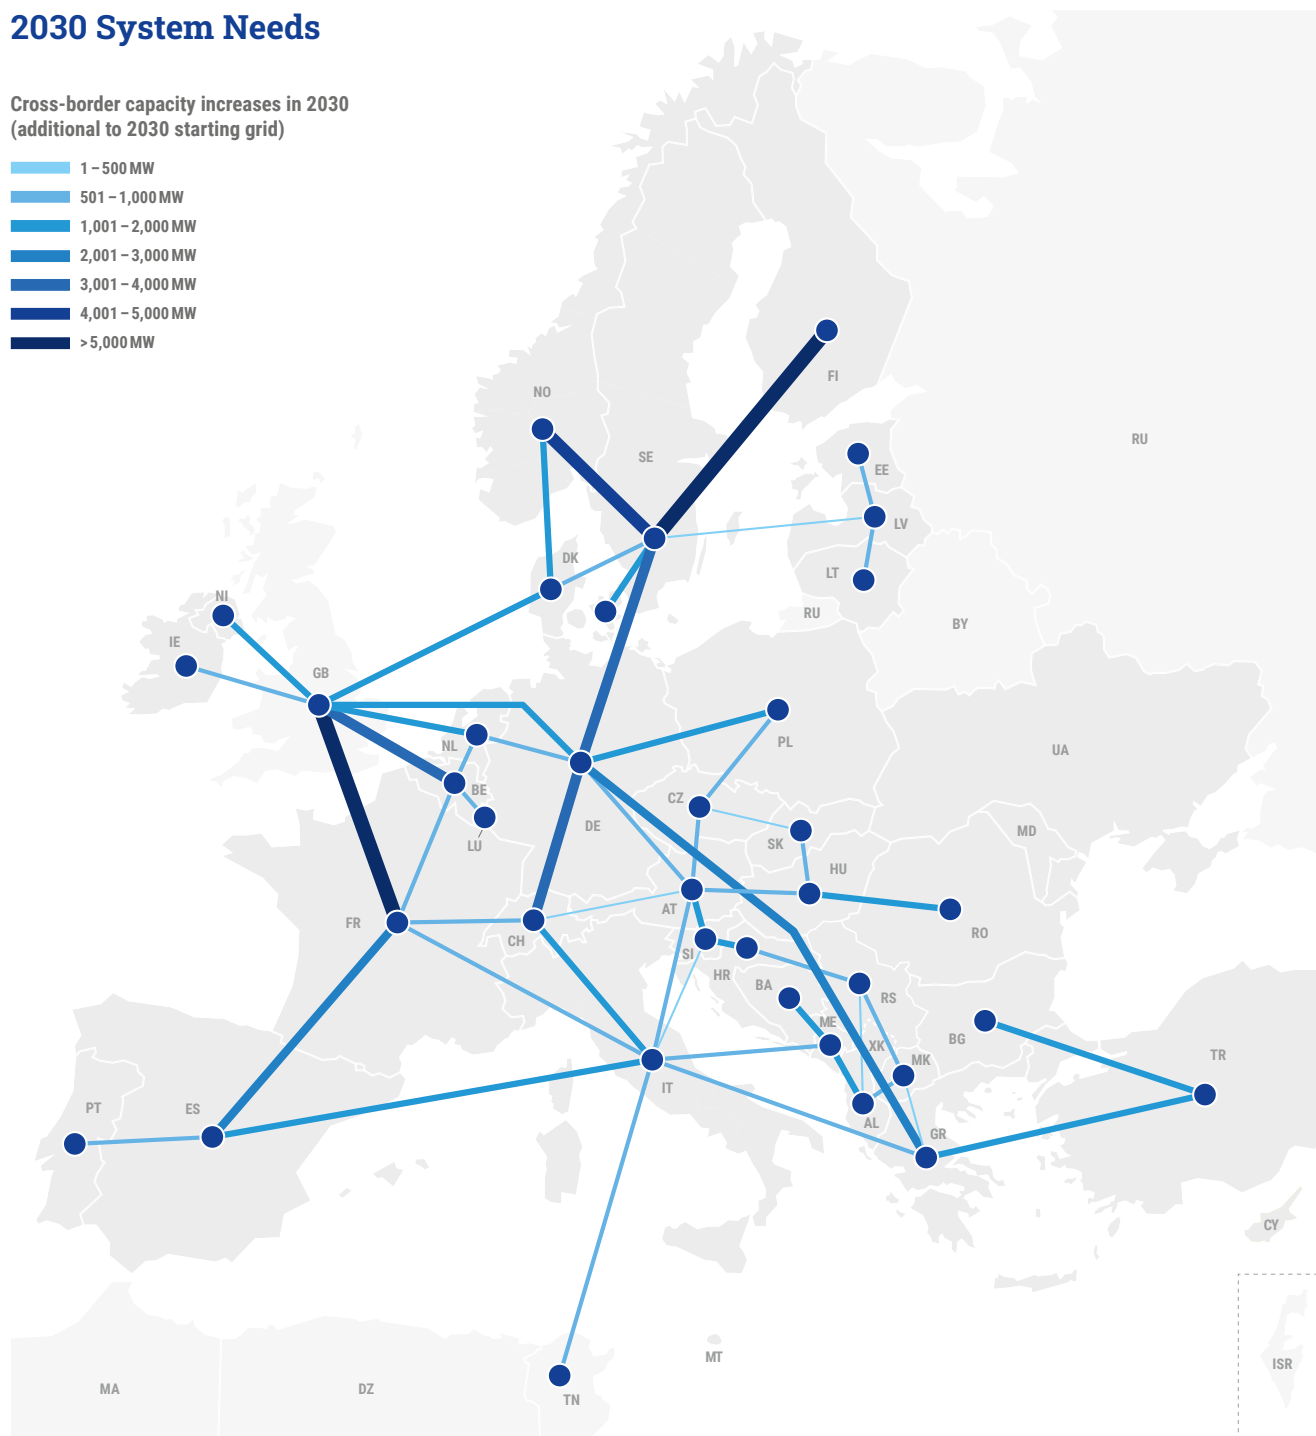 2030 System Needs
Cross-border capacity increases in 2030
(additional to 2030 starting grid)
1 – 500 MW
501 – 1,000 MW
1,001 – 2,000 MW
2,001 – 3,000 MW
3,001 – 4,000 MW
4,001 – 5,000 MW
> 5,000 MW
FI
NO
RU
SE
EE
LV
DK
LT
NI
RU
BY
IE
GB
PL
NL
UA
BE
CZ
DE
MD
LU
SK
HU
AT
FR
RO
CH
SI
HR
BA
RS
ME
BG
XK
TR
MK
IT
PT
ES
AL
GR
CY
MT
ISR
MA
DZ
TN